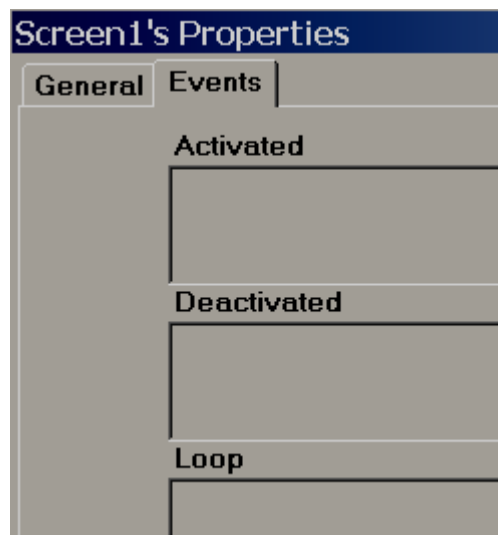 Screen1's Properties
General Events
Activated
Deactivated
Loop